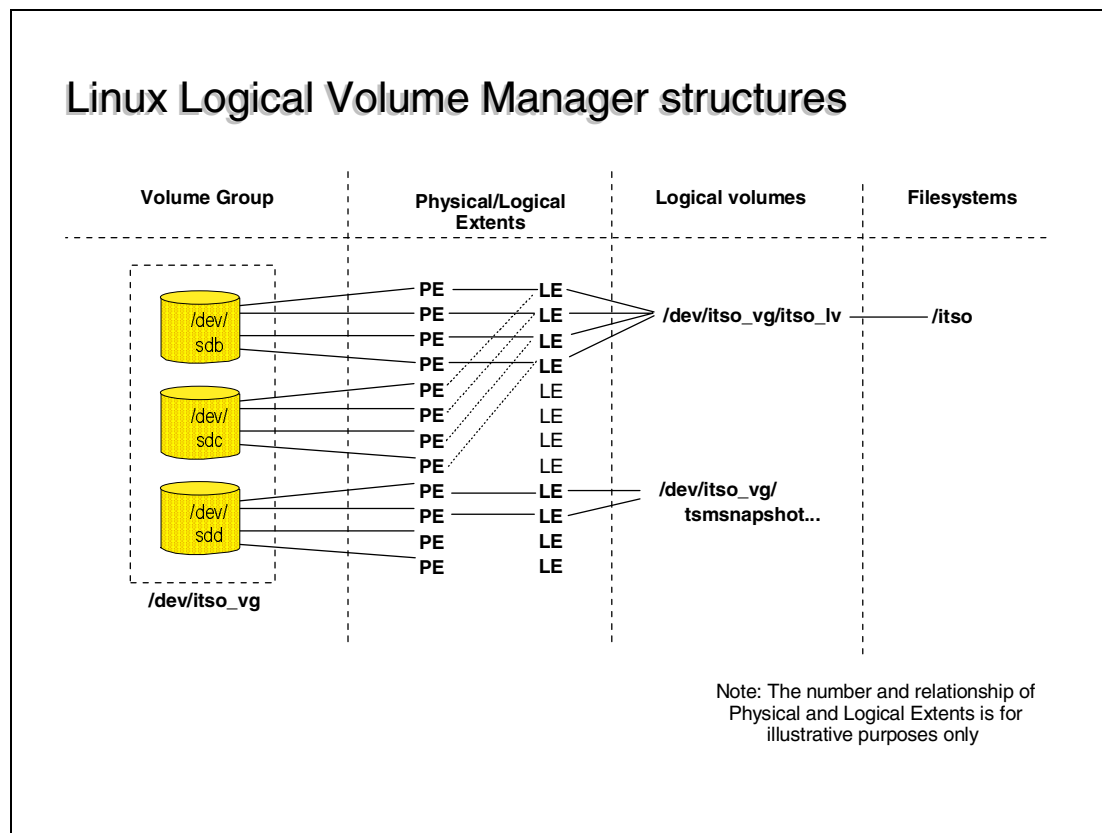 Linux Logical Volume Manager structures
Volume Group
Physical/Logical
Extents
Logical volumes
Filesystems
/dev/
sdb
/dev/
sdc
/dev/
sdd
/dev/itso_vg
PE LE
PE LE
PE LE
PE LE
PE LE
PE LE
PE LE
PE LE
PE LE
PE LE
PE LE
PE LE
/dev/itso_vg/itso_lv
/itso
/dev/itso_vg/
tsmsnapshot...
Note: The number and relationship of
Physical and Logical Extents is for
illustrative purposes only